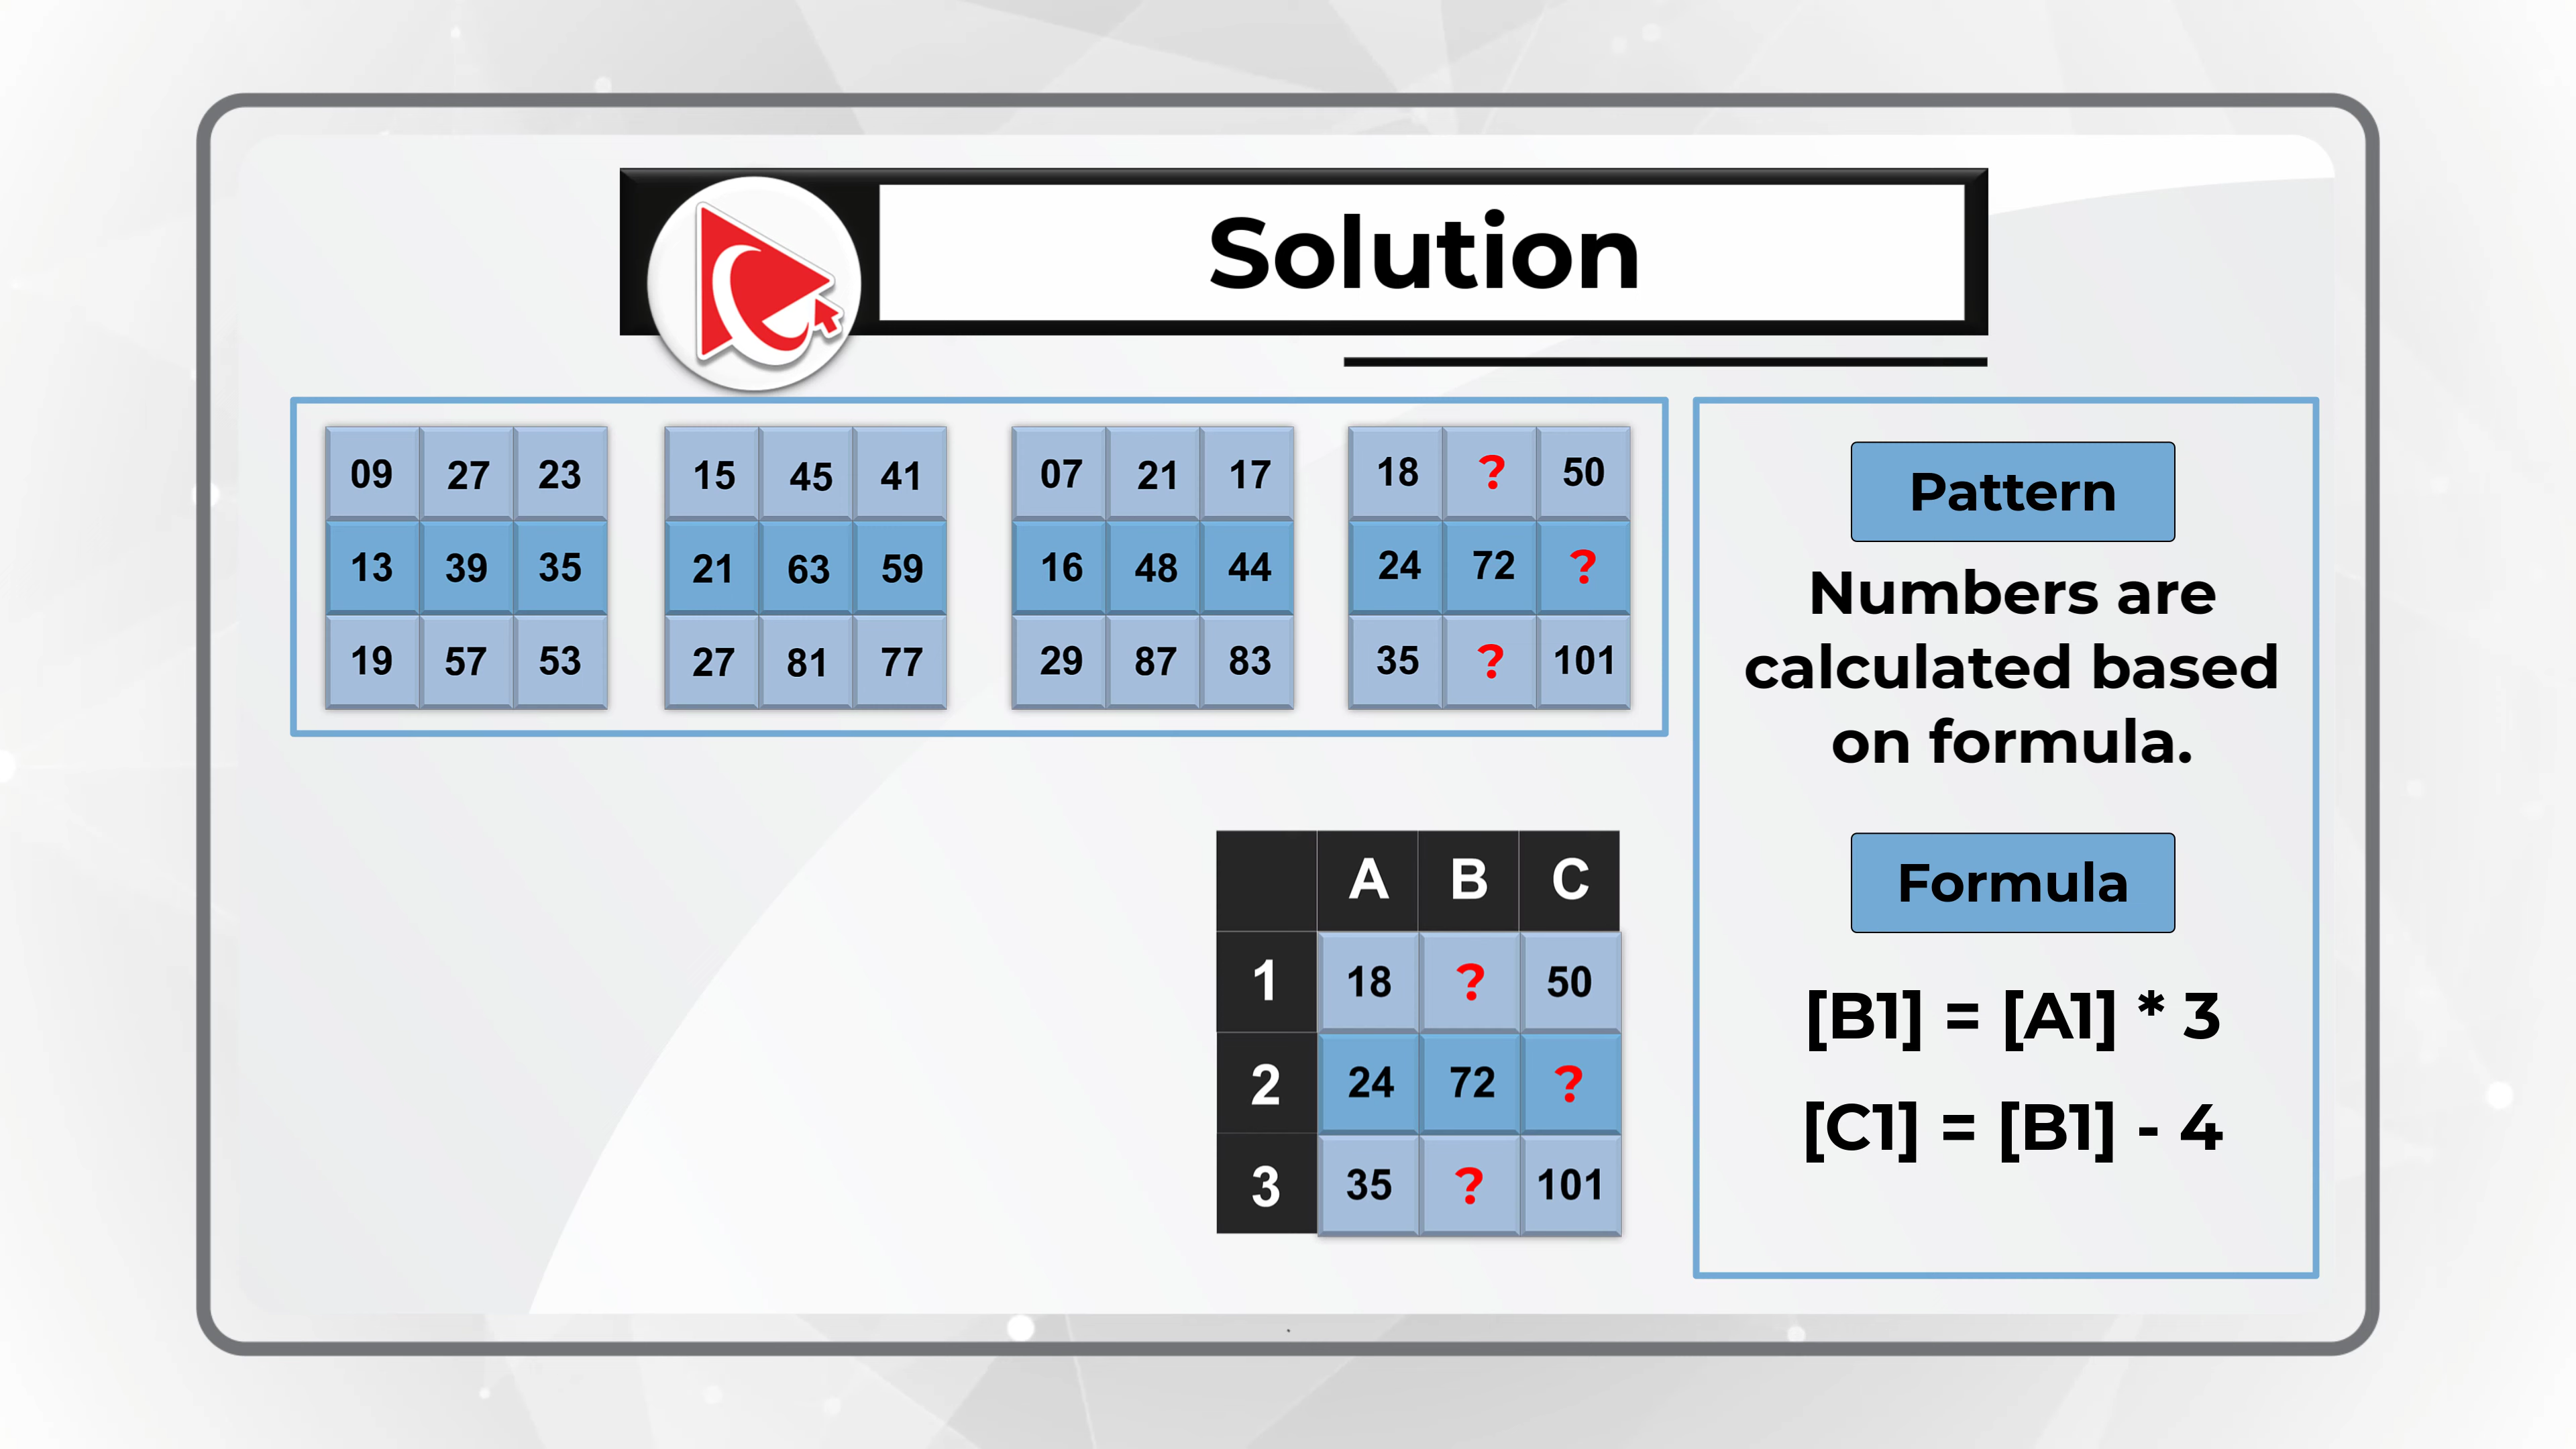 Solution
09 27 23
13 39 35
19 57 53
15 45 41
21 63 59
27 81 77
07 21 17
16 48 44
29 87 83
18 ? 50
24 72 ?
35 ? 101
Pattern
Numbers are
calculated based
on formula.
A B C
1 18 ? 50
2 24 72 ?
3 35 ? 101
Formula
[B1] = [A1] * 3
[C1] = [B1] - 4